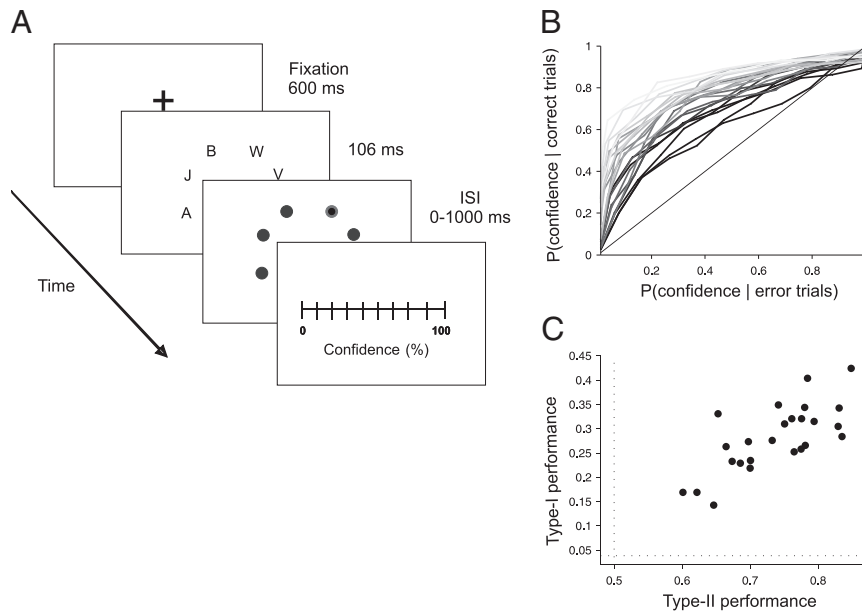 A
Fixation
600 ms
B W
J V
A
106 ms
ISI
0-1000 ms
Time
0 100
Confidence (%)
B
P(confidence | correct trials)
1
0.8
0.6
0.4
0.2
0
0.2 0.4 0.6 0.8 1
P(confidence | error trials)
C
Type-I performance
0.45
0.4
0.35
0.3
0.25
0.2
0.15
0.1
0.05
0.5 0.6 0.7 0.8
Type-II performance